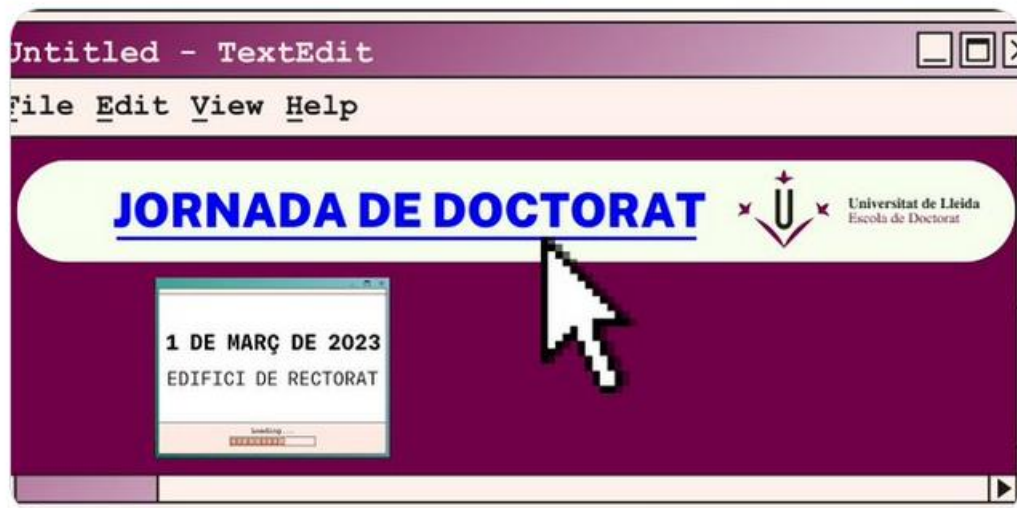 Untitled - TextEdit
File Edit View Help
JORNADA DE DOCTORAT
Universitat de Lleida
Escola de Doctorat
1 DE MARÇ DE 2023
EDIFICI DE RECTORAT
Loading...